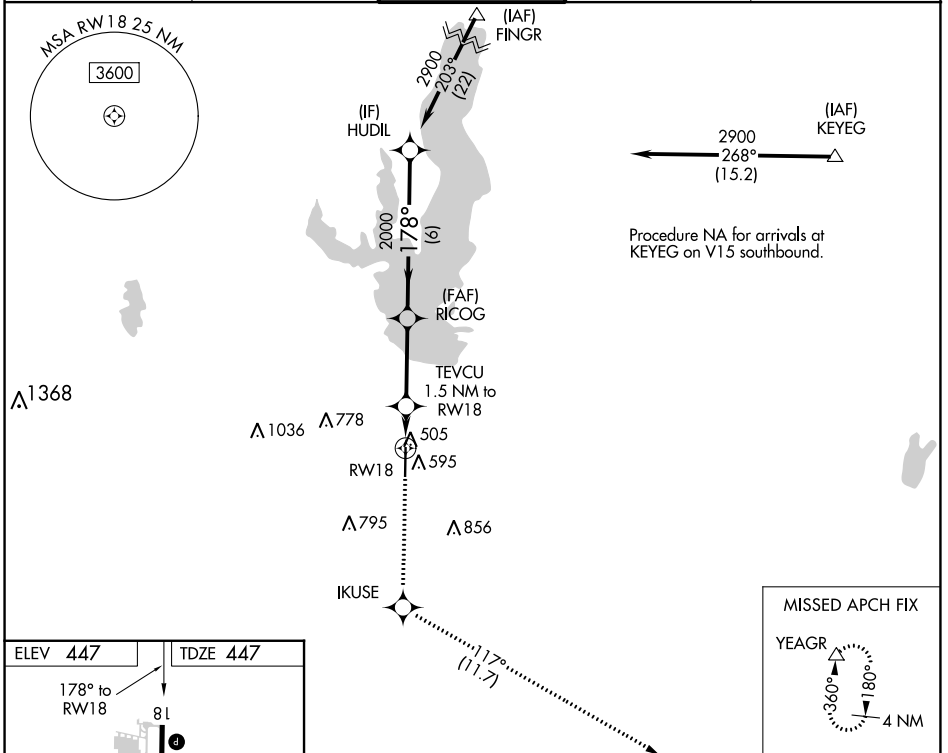 MSA RW18 25 NM
3600
(IAF)
FINGR
2900
203°
(22)
(IF)
HUDIL
(IAF)
KEYEG
2900
268°
(15.2)
2000
178°
(6)
Procedure NA for arrivals at
KEYEG on V15 southbound.
(FAF)
RICOG
TEVCU
1.5 NM to
RW18
1368
1036
778
505
RW18
595
795
856
IKUSE
117°
(11.7)
MISSED APCH FIX
YEAGR
360°
180°
4 NM
ELEV 447
TDZE 447
178° to
RW18
18
P